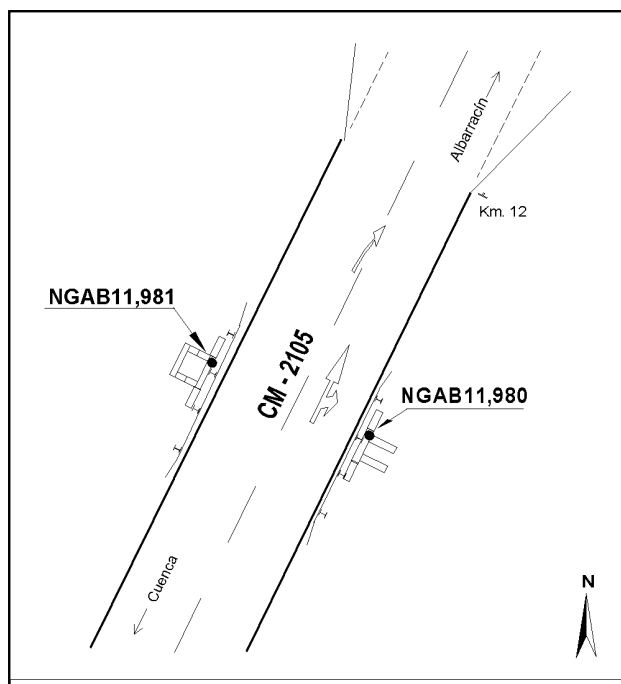 Albarracín
Km. 12
NGAB11,981
CM - 2105
NGAB11,980
Cuenca
N